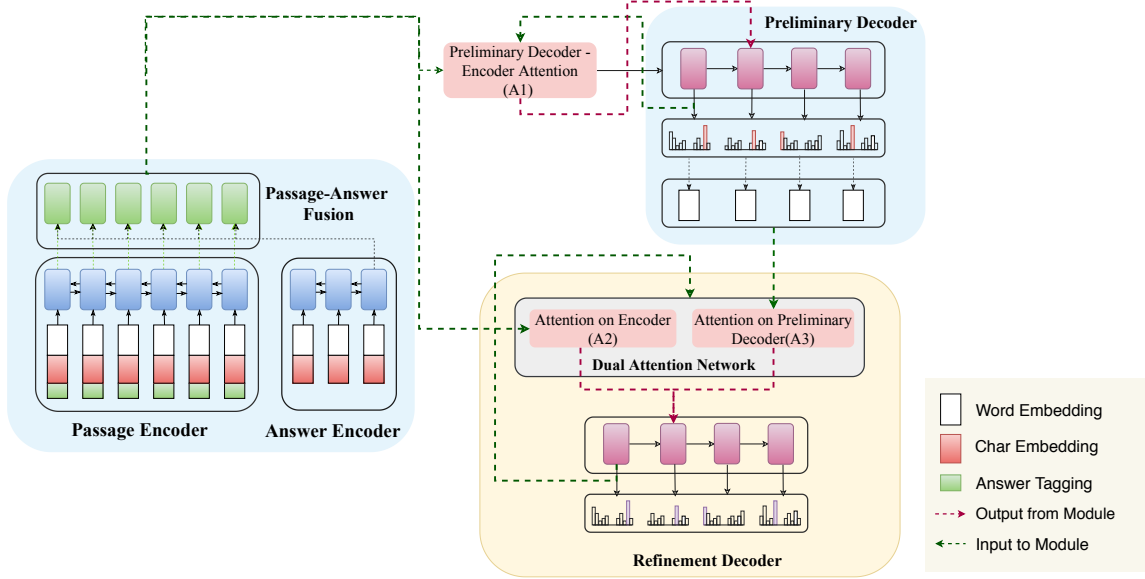 Preliminary Decoder
Preliminary Decoder -
Encoder Attention
(A1)
Passage-Answer
Fusion
Passage Encoder
Answer Encoder
Attention on Encoder
(A2)
Attention on Preliminary
Decoder(A3)
Dual Attention Network
Refinement Decoder
Word Embedding
Char Embedding
Answer Tagging
Output from Module
Input to Module